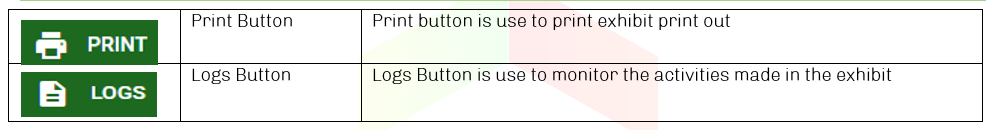 PRINT
Print Button
Print button is use to print exhibit print out
LOGS
Logs Button
Logs Button is use to monitor the activities made in the exhibit